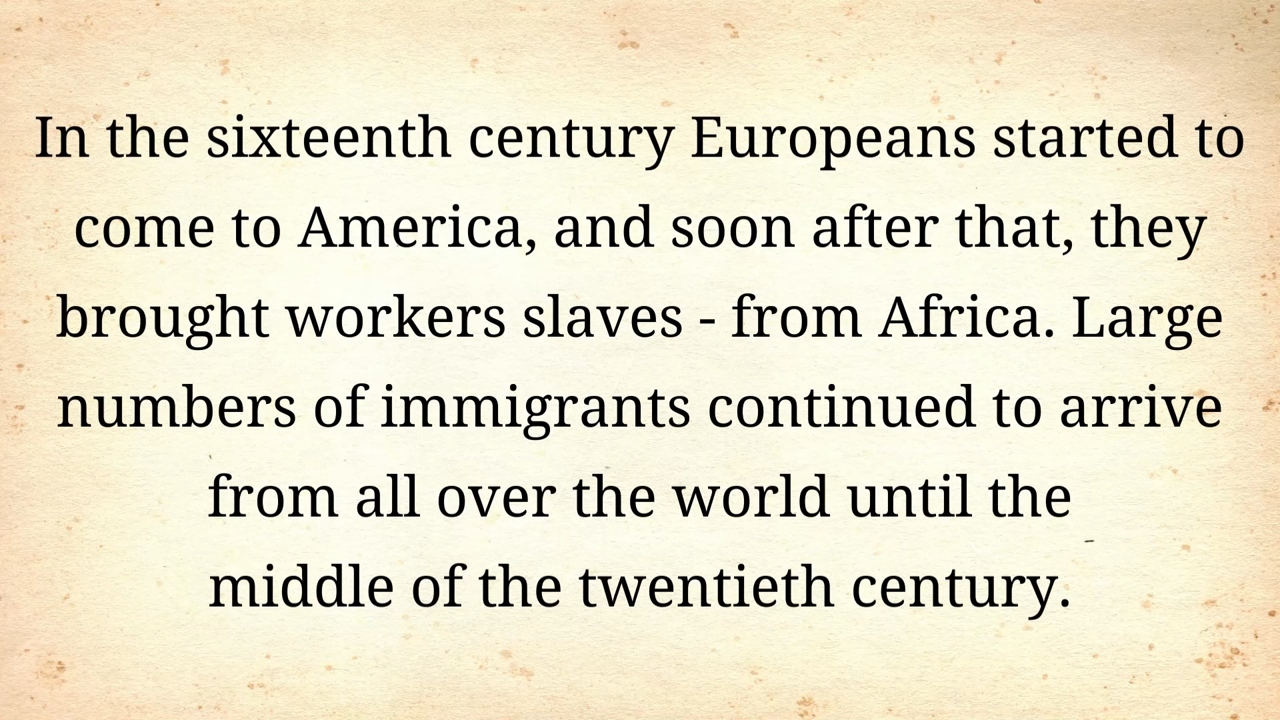 In the sixteenth century Europeans started to
come to America, and soon after that, they
brought workers slaves - from Africa. Large
numbers of immigrants continued to arrive
from all over the world until the
middle of the twentieth century.